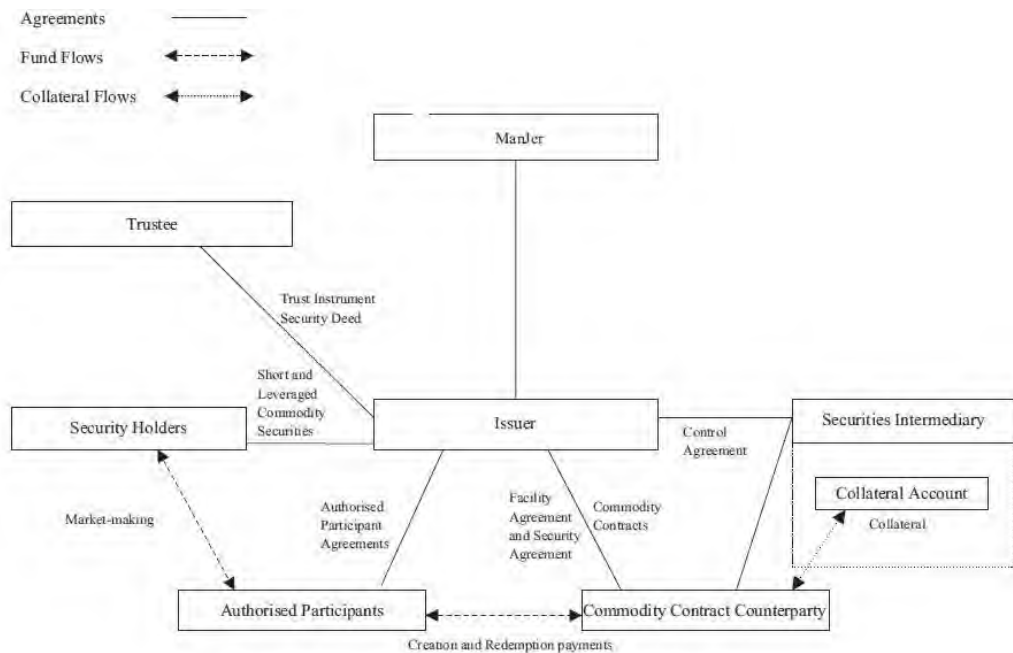 Agreements
Fund Flows
Collateral Flows
ManJer
Trustee
Trust Instrument
Security Deed
Short and
Leveraged
Commodity
Securities
Security Holders
Issuer
Securities Intermediary
Control
Agreement
Collateral Account
Collateral
Market-making
Authorised
Participant
Agreements
Facility
Agreement
and Security
Agreement
Commodity
Contracts
Authorised Participants
Commodity Contract Counterparty
Creation and Redemption payments